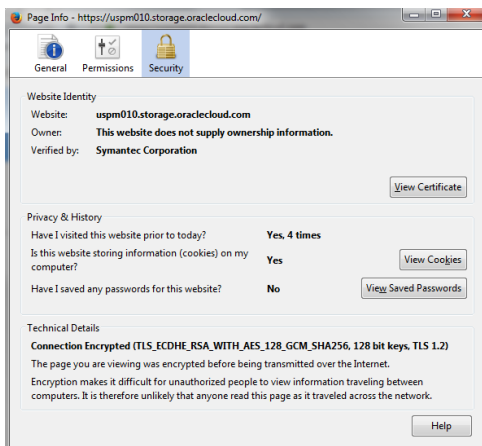 Page Info - https://uspm010.storage.oraclecloud.com/
General Permissions Security
Website Identity
Website: uspm010.storage.oraclecloud.com
Owner: This website does not supply ownership information.
Verified by: Symantec Corporation
View Certificate
Privacy & History
Have I visited this website prior to today? Yes, 4 times
Is this website storing information (cookies) on my
computer? Yes View Cookies
Have I saved any passwords for this website? No View Saved Passwords
Technical Details
Connection Encrypted (TLS_ECDHE_RSA_WITH_AES_128_GCM_SHA256, 128 bit keys, TLS 1.2)
The page you are viewing was encrypted before being transmitted over the Internet.
Encryption makes it difficult for unauthorized people to view information traveling between
computers. It is therefore unlikely that anyone read this page as it traveled across the network.
Help